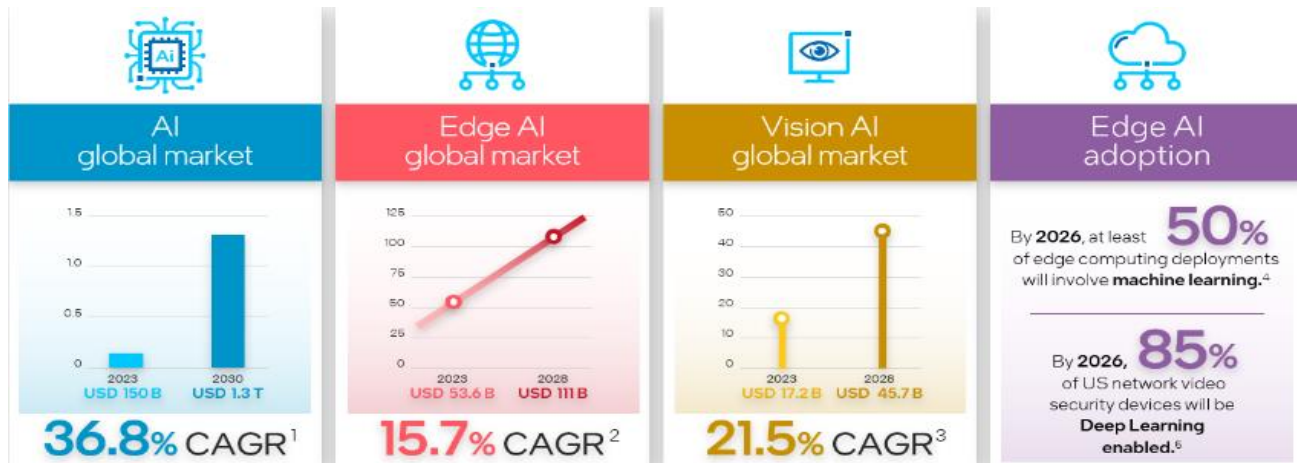 Ai
AI
global market
1.5
1.0
0.5
0
2023
2030
USD 150 B
USD 1.3 T
36.8% CAGR1
Edge AI
global market
125
100
75
50
25
0
2023
2028
USD 53.6 B
USD 111 B
15.7% CAGR2
Vision AI
global market
50
40
30
20
10
0
2023
2028
USD 17.2 B
USD 45.7 B
21.5% CAGR3
Edge AI
adoption
By 2026, at least 50%
of edge computing deployments
will involve machine learning.4
By 2026, 85%
of US network video
security devices will be
Deep Learning
enabled.5